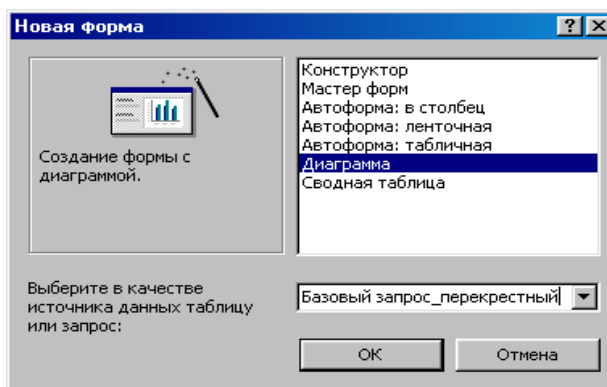 Новая форма
Создание формы с
диаграммой.
Конструктор
Мастер форм
Автоформа: в столбец
Автоформа: ленточная
Автоформа: табличная
Диаграмма
Сводная таблица
Выберите в качестве
источника данных таблицу
или запрос:
Базовый запрос_перекрестный
ОК
Отмена